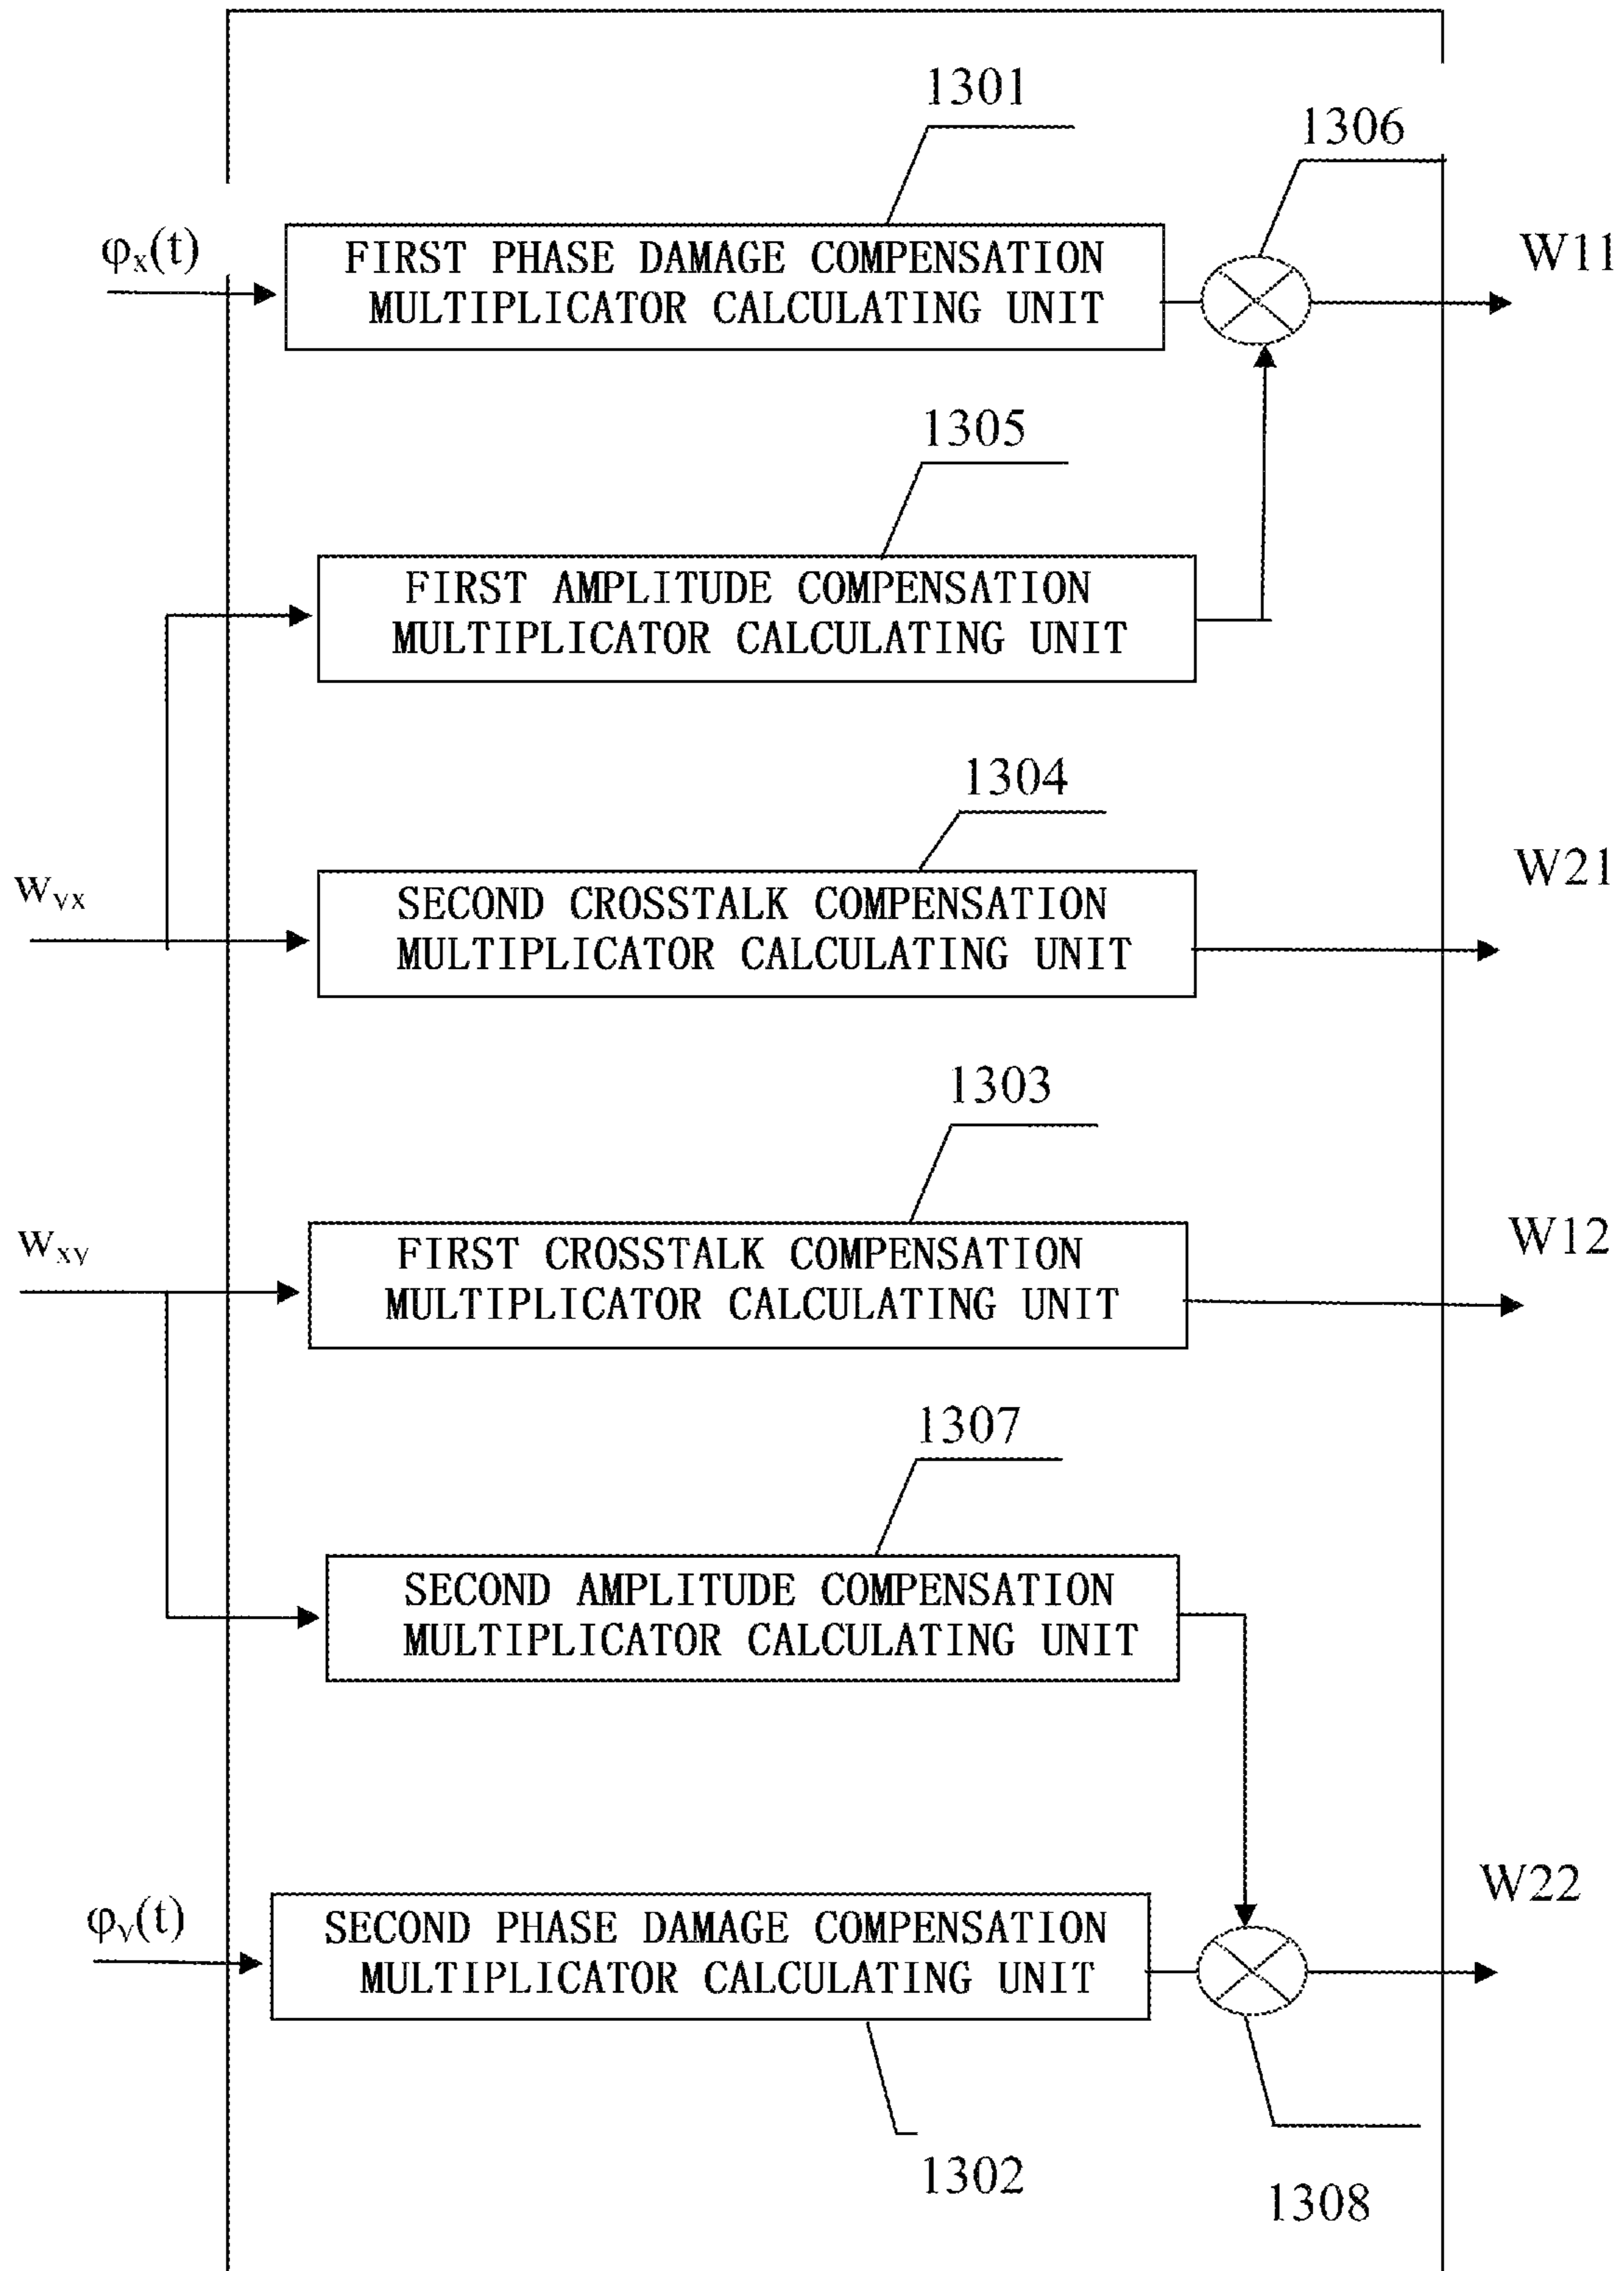 1301
1306
φx(t)
FIRST PHASE DAMAGE COMPENSATION
MULTIPLICATOR CALCULATING UNIT
W11
1305
FIRST AMPLITUDE COMPENSATION
MULTIPLICATOR CALCULATING UNIT
1304
wyx
SECOND CROSSTALK COMPENSATION
MULTIPLICATOR CALCULATING UNIT
W21
1303
wxy
FIRST CROSSTALK COMPENSATION
MULTIPLICATOR CALCULATING UNIT
W12
1307
SECOND AMPLITUDE COMPENSATION
MULTIPLICATOR CALCULATING UNIT
φy(t)
SECOND PHASE DAMAGE COMPENSATION
MULTIPLICATOR CALCULATING UNIT
W22
1302
1308